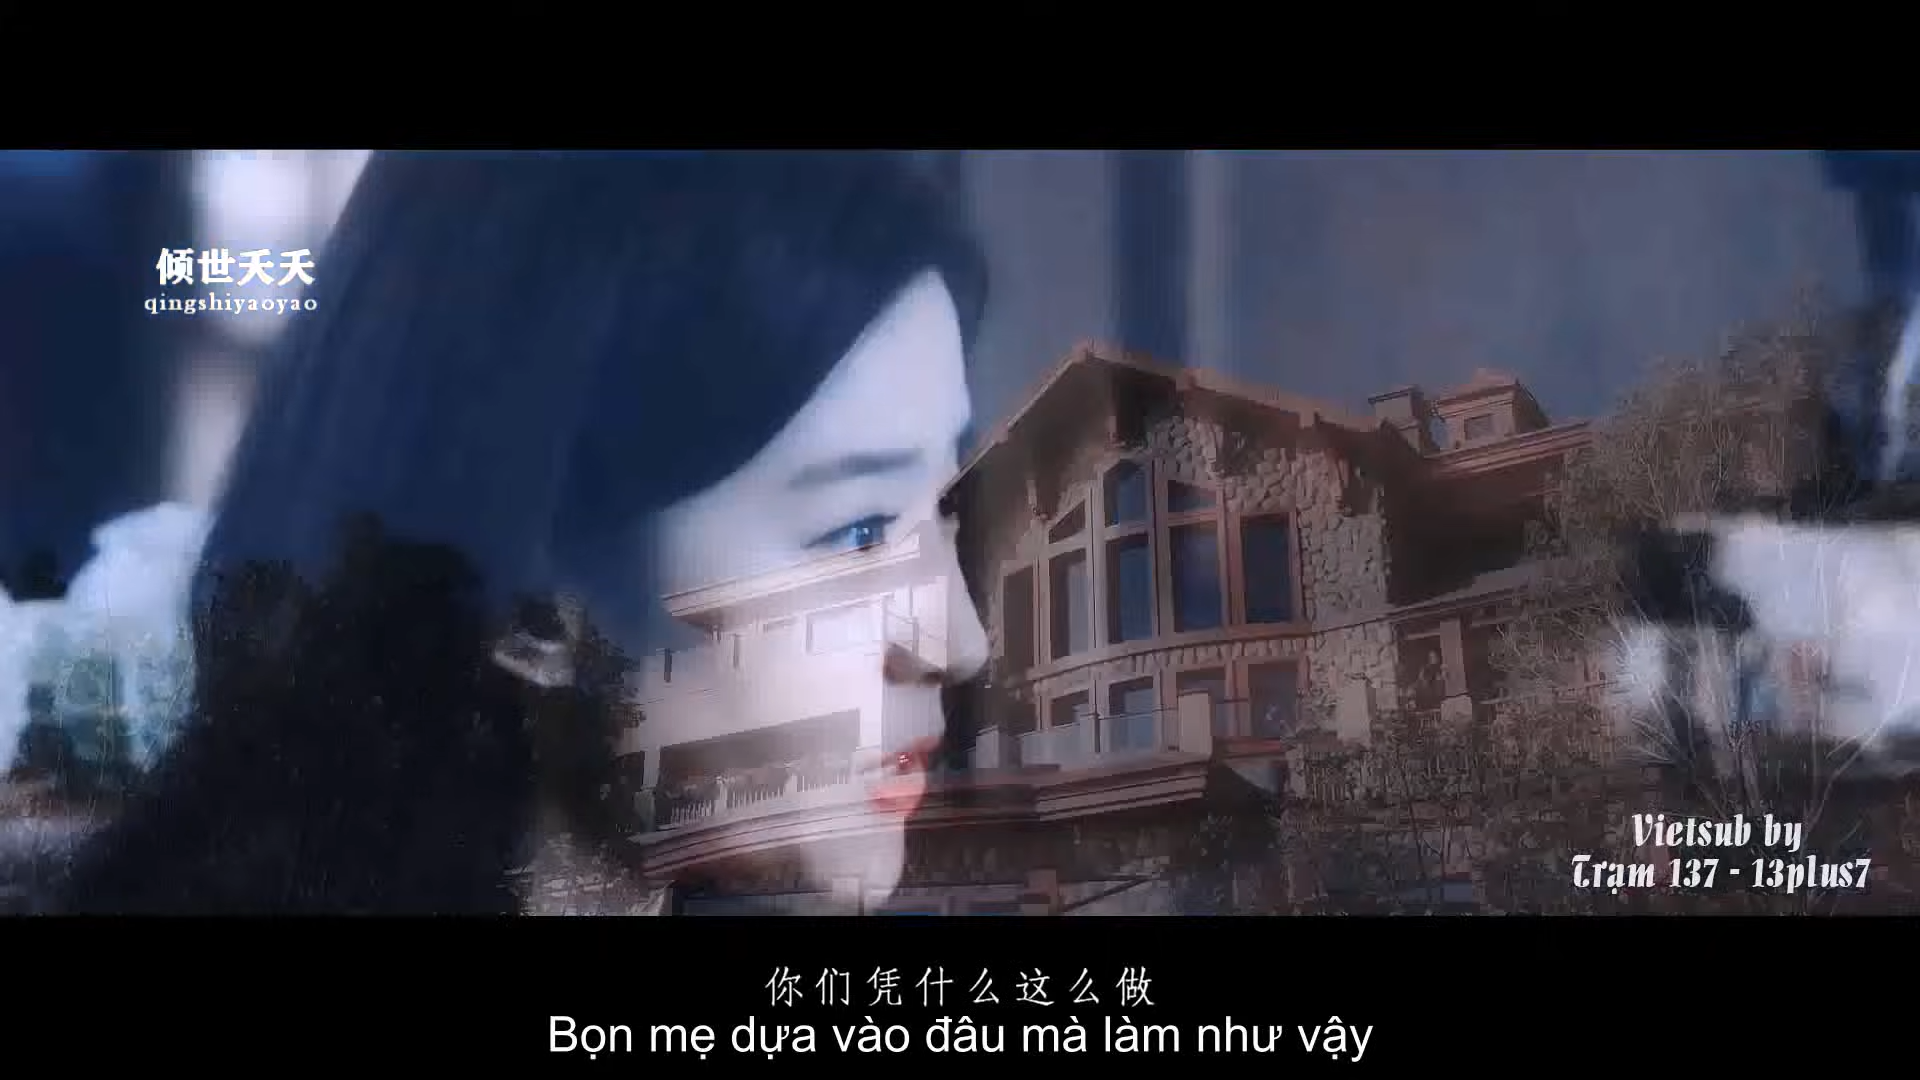 倾世夭夭
qingshiyaoyao
Vietsub by
Trạm 137 - 13plus7
你们凭什么这么做
Bọn mẹ dựa vào đâu mà làm như vậy